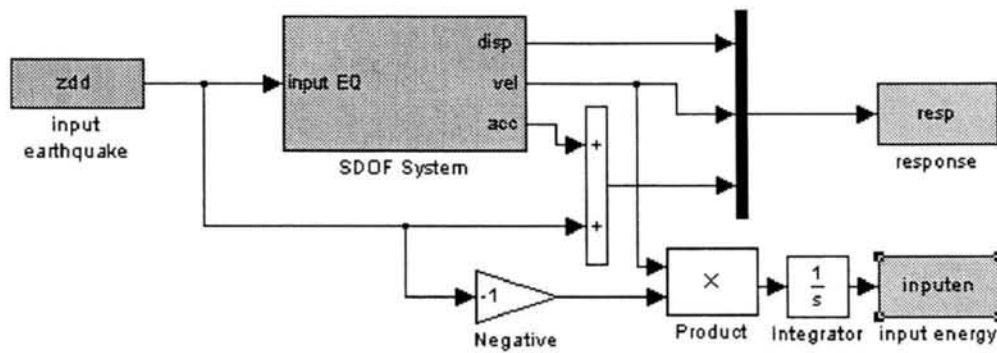 zdd
input
earthquake
input EQ
disp
vel
acc
SDOF System
+
+
resp
response
-1
Negative
×
Product
1
s
Integrator
inputen
input energy